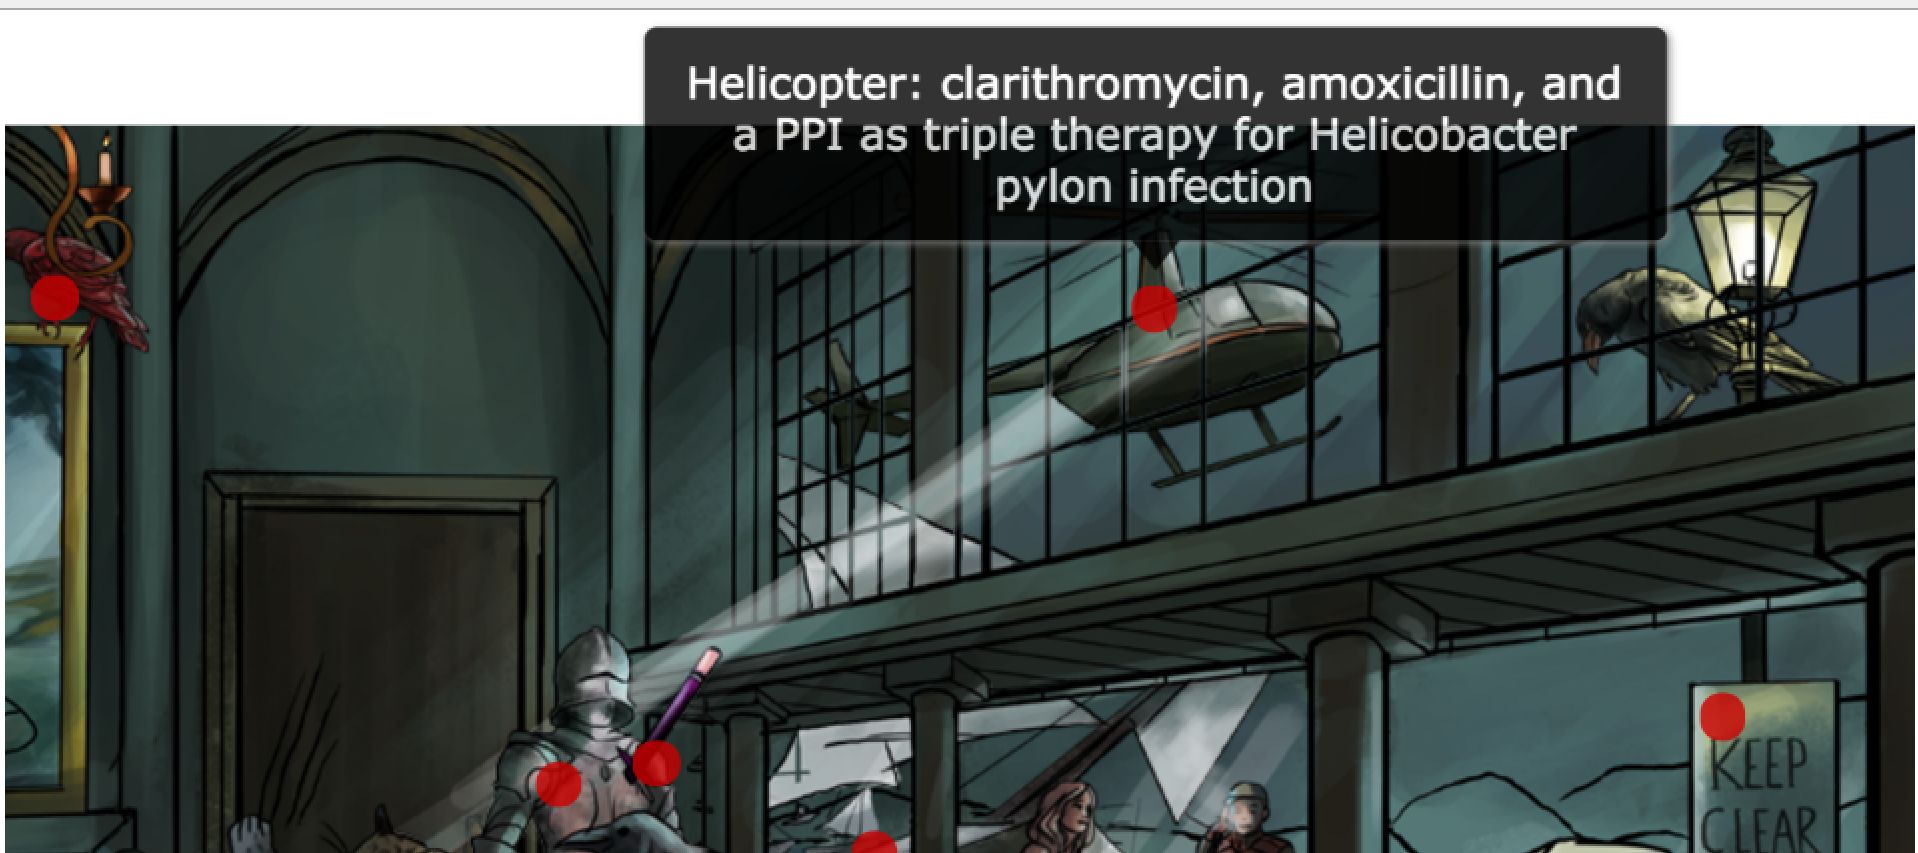 Helicopter: clarithromycin, amoxicillin, and
a PPI as triple therapy for Helicobacter
pylon infection
KEEP
CLEAR